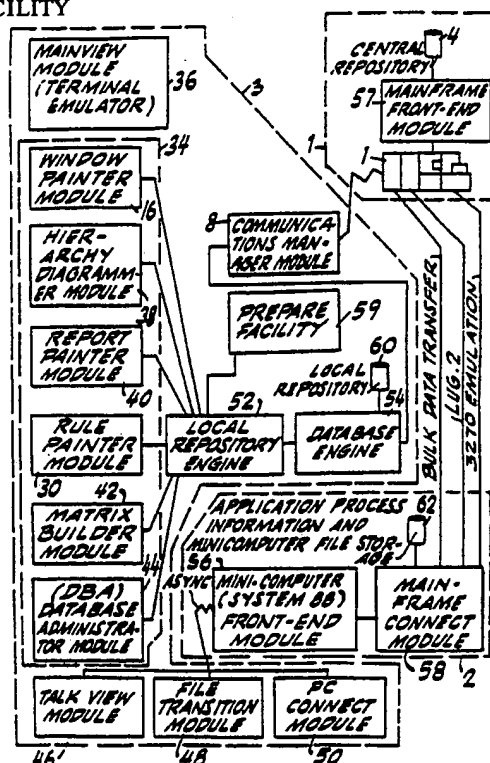 CILITY
MAINVIEW
MODULE
(TERMINAL
EMULATOR)
36
3
CENTRAL
REPOSITORY
4
57
MAINFRAME
FRONT-END
MODULE
1
1
34
WINDOW
PAINTER
MODULE
16
8
COMMUNICA-
TIONS MAN-
AGER MODULE
HIER-
ARCHY
DIAGRAMM-
ER MODULE
38
PREPARE
FACILITY
59
REPORT
PAINTER
MODULE
40
LOCAL
REPOSITORY
60
BULK DATA TRANSFER
LUG.2
3270 EMULATION
RULE
PAINTER
MODULE
30
52
LOCAL
REPOSITORY
ENGINE
54
DATABASE
ENGINE
42
MATRIX
BUILDER
MODULE
APPLICATION PROCESS
INFORMATION AND
MINICOMPUTER FILE STOR-
AGE
62
44
(DBA)
DATABASE
ADMINISTRA-
TOR MODULE
ASYNC
56
MINI-COMPUTER
(SYSTEM 88)
FRONT-END
MODULE
MAIN-
FRAME
CONNECT
MODULE
58
2
TALK VIEW
MODULE
46
FILE
TRANSITION
MODULE
48
PC
CONNECT
MODULE
50